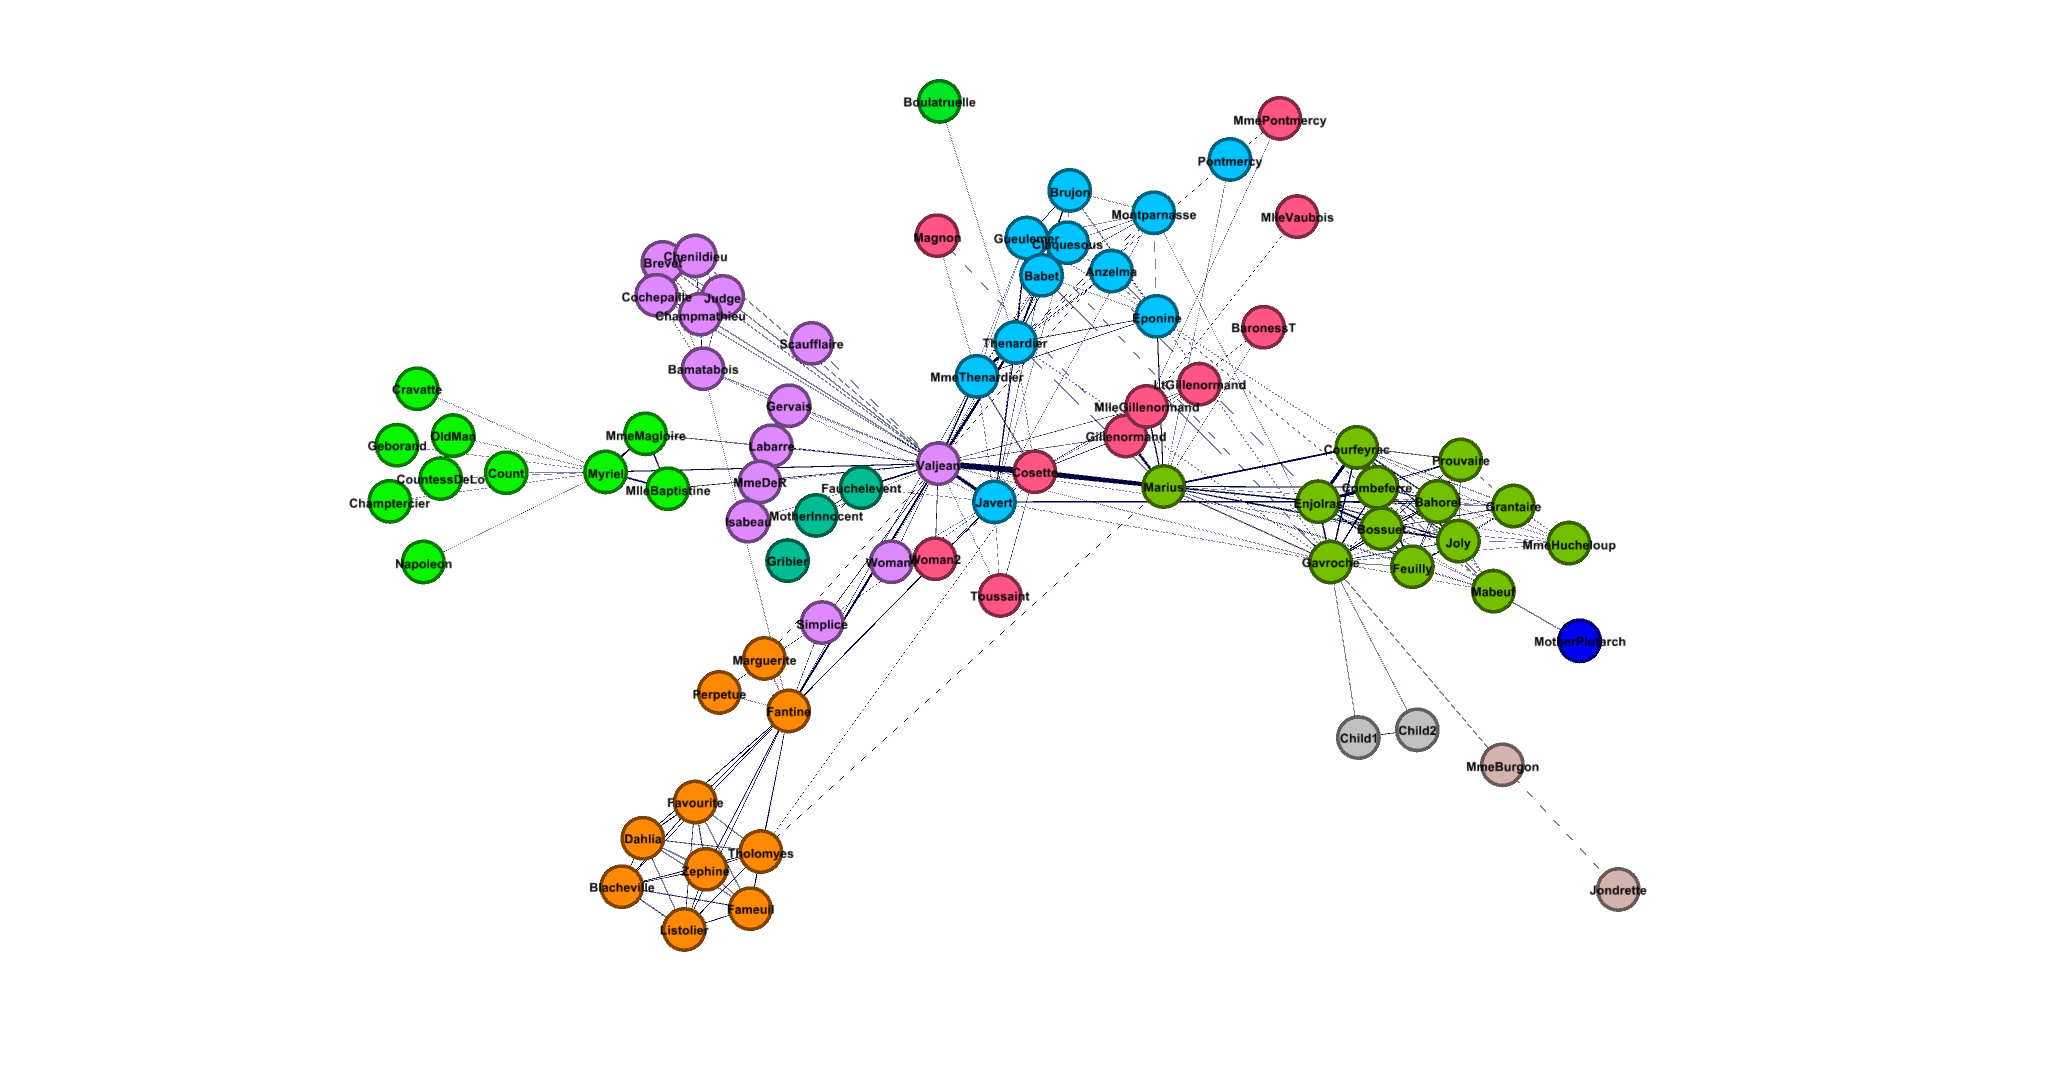 Boulatruelle
MmePontmercy
Pontmercy
Brujon
Montparnasse
MlleVaubois
Magnon
Gueulemer
Claquesous
Chenildieu
Brevet
Anzelma
Babet
Cochepaille
Judge
Champmathieu
Eponine
BaronessT
Scaufflaire
Thenardier
Bamatabois
MmeThenardier
LtGillenormand
Cravatte
Gervais
MlleGillenormand
MmeMagloire
OldMan
Geborand
Labarre
Gillenormand
Courfeyrac
Prouvaire
Valjean
Cosette
Count
Myriel
CountessDeLo
MmeDeR
Fauchelevent
Marius
Combeferre
MlleBaptistine
Champtercier
Javert
Enjolras
Bahorel
Grantaire
MotherInnocent
Isabeau
Bossuet
Joly
MmeHucheloup
Napoleon
Gribier
Woman
Woman2
Gavroche
Feuilly
Toussaint
Mabeuf
Simplice
MotherPlutarch
Marguerite
Perpetue
Fantine
Child1
Child2
MmeBurgon
Favourite
Dahlia
Tholomyes
Zephine
Blacheville
Jondrette
Fameuil
Listolier